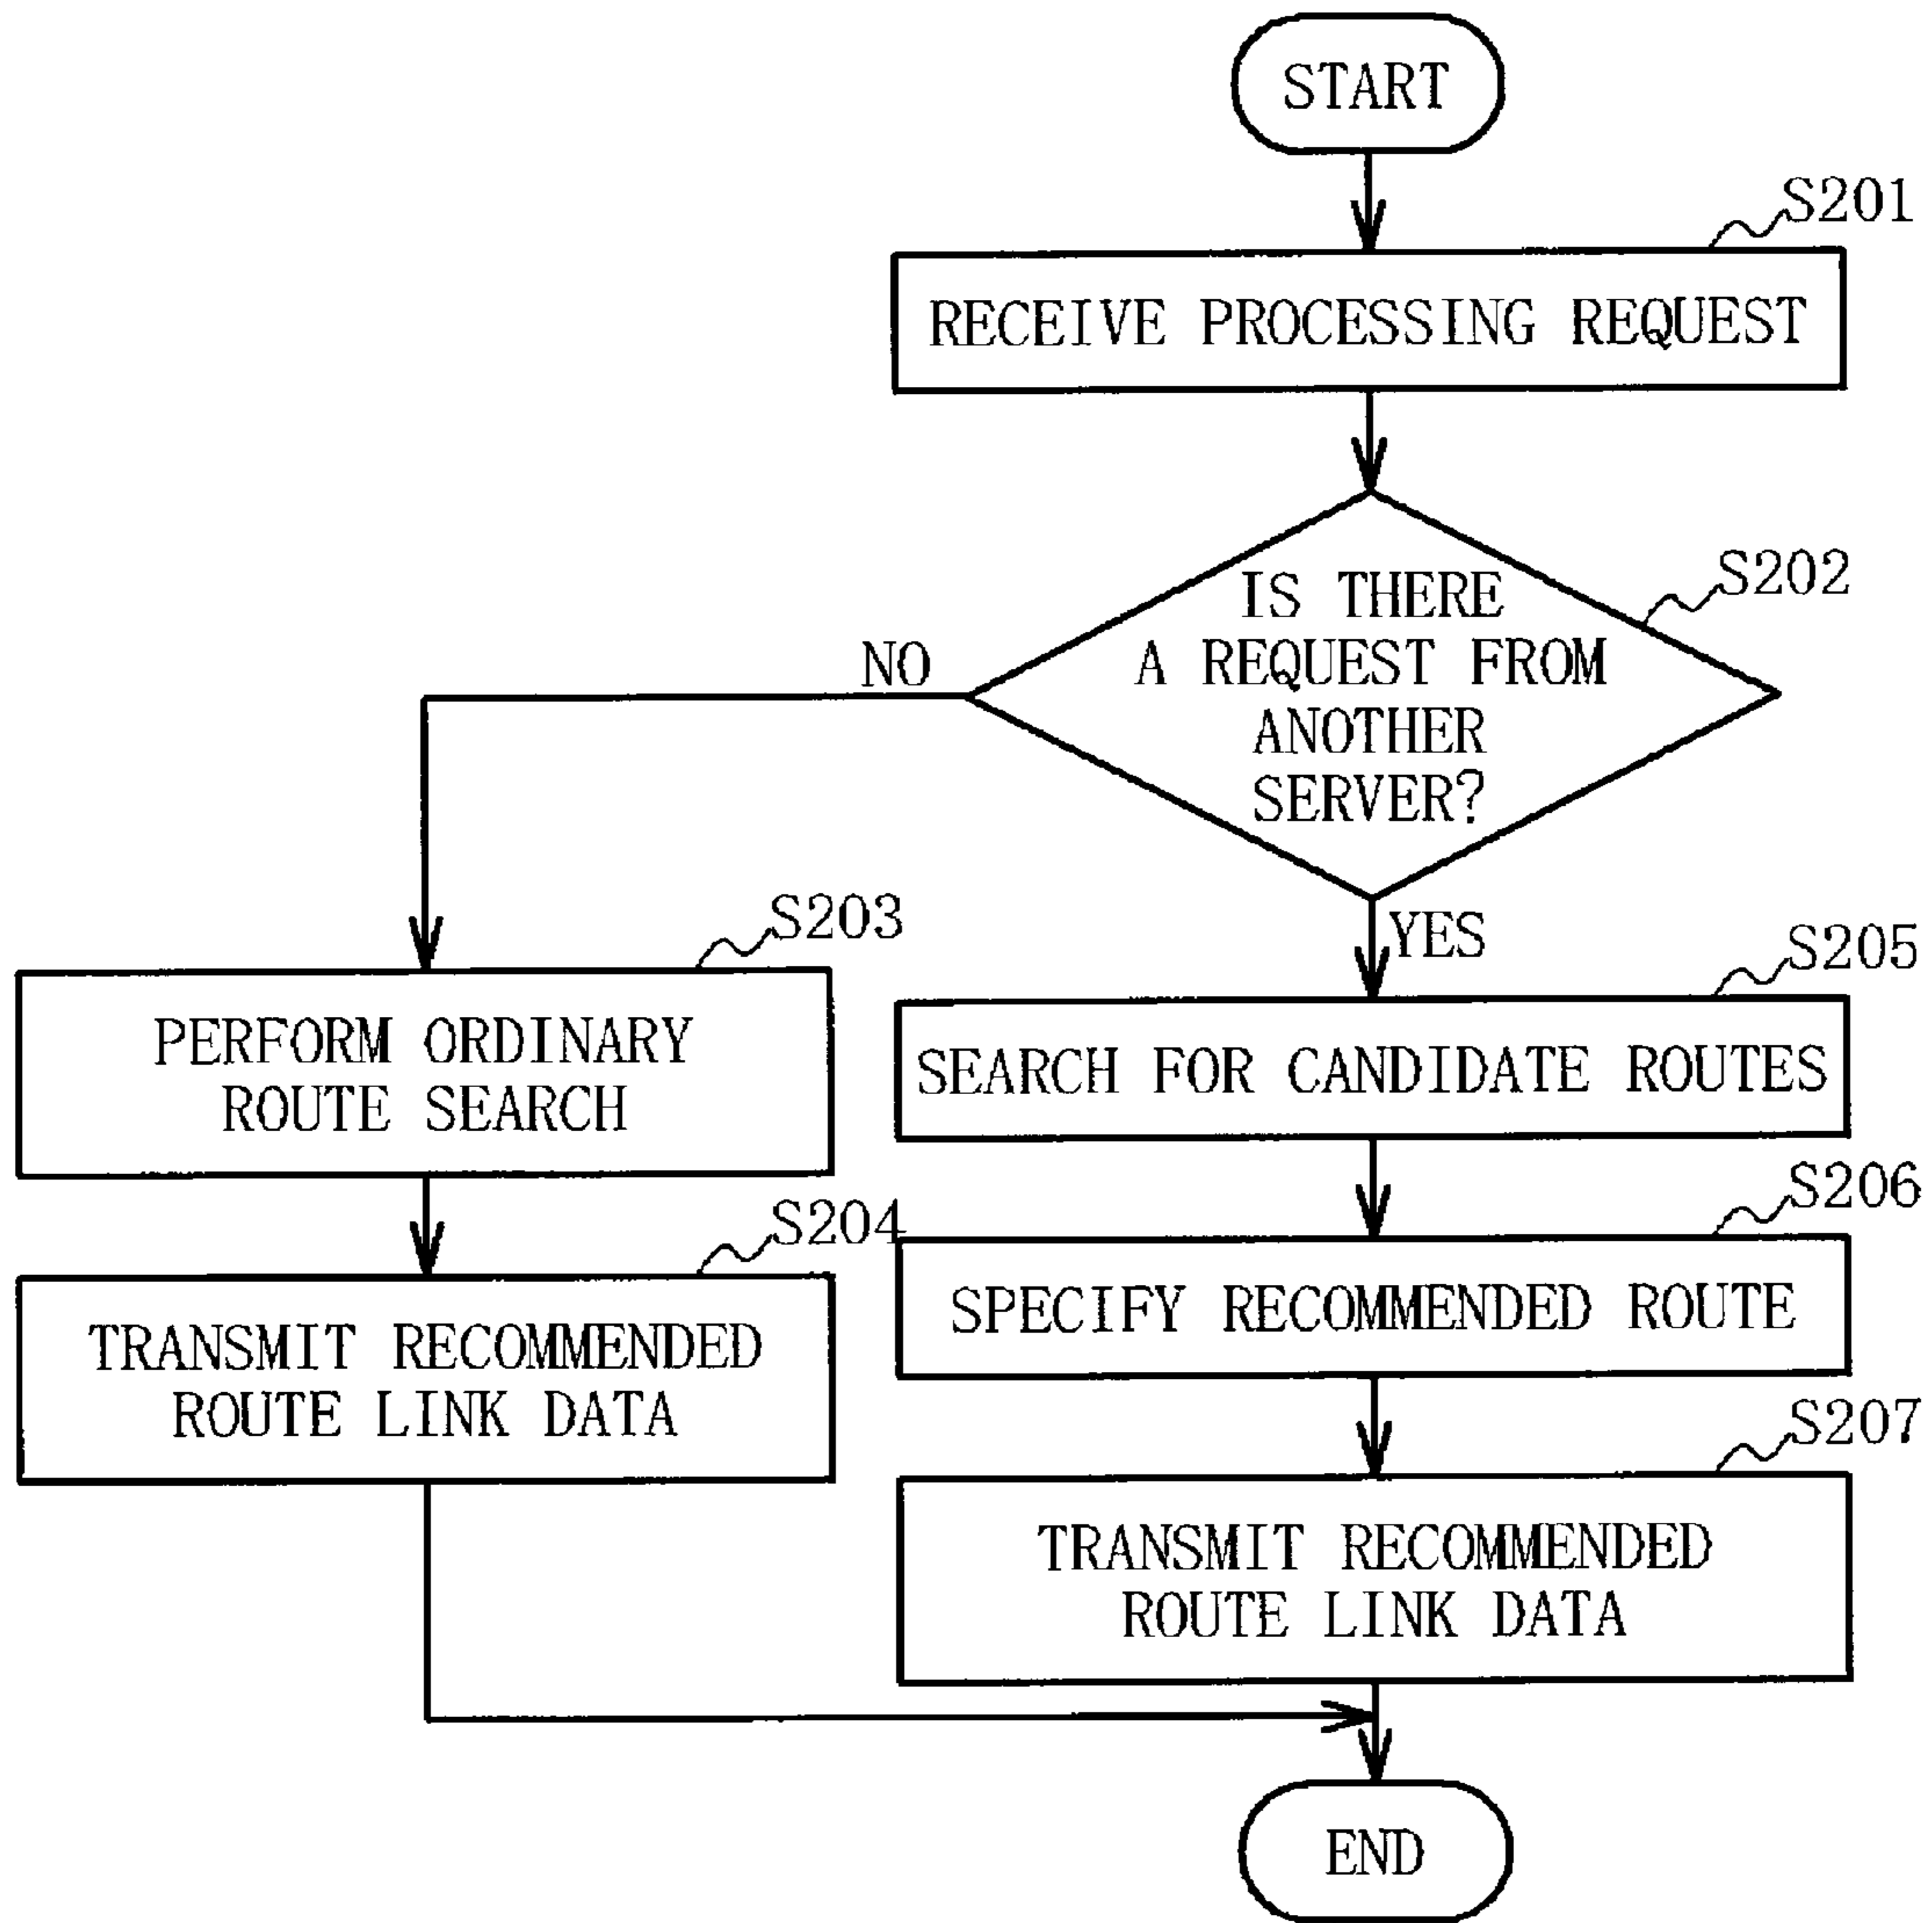 START
S201
RECEIVE PROCESSING REQUEST
S202
IS THERE
A REQUEST FROM
ANOTHER
SERVER?
NO
YES
S203
PERFORM ORDINARY
ROUTE SEARCH
S204
TRANSMIT RECOMMENDED
ROUTE LINK DATA
S205
SEARCH FOR CANDIDATE ROUTES
S206
SPECIFY RECOMMENDED ROUTE
S207
TRANSMIT RECOMMENDED
ROUTE LINK DATA
END